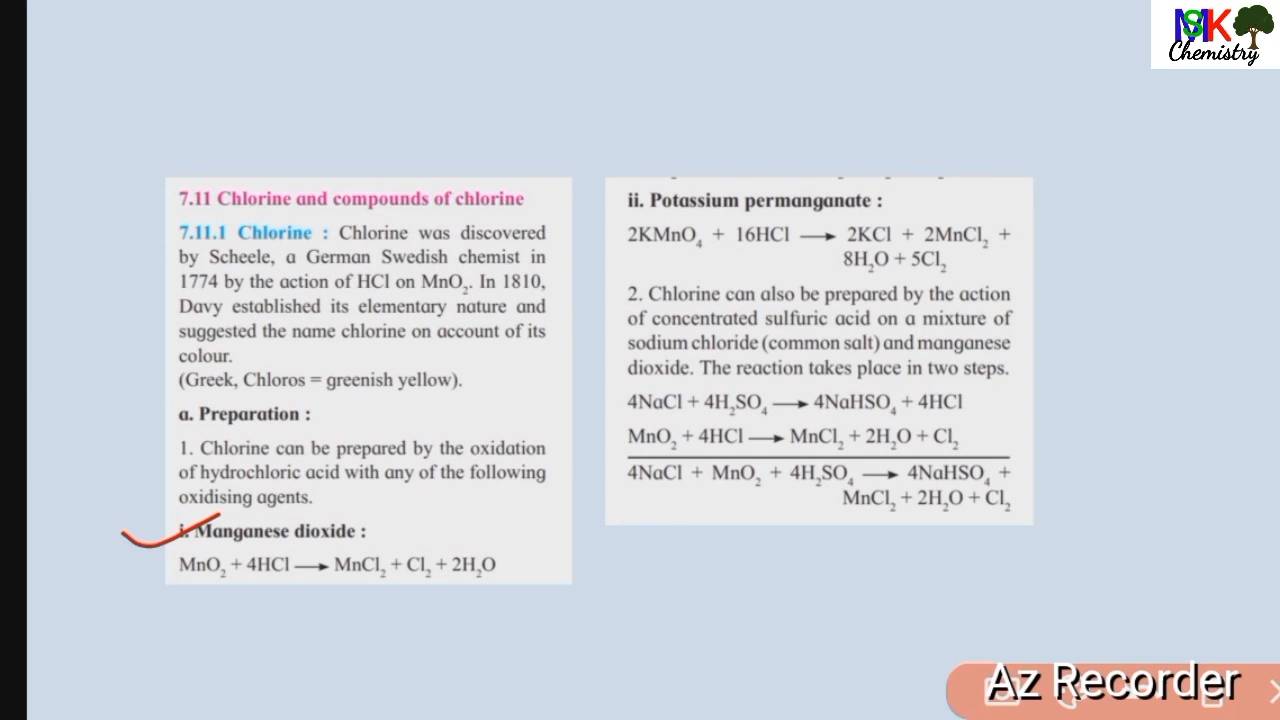 MSK
Chemistry
7.11 Chlorine and compounds of chlorine
7.11.1 Chlorine : Chlorine was discovered
by Scheele, a German Swedish chemist in
1774 by the action of HCl on MnO₂. In 1810,
Davy established its elementary nature and
suggested the name chlorine on account of its
colour.
(Greek, Chloros = greenish yellow).
a. Preparation :
1. Chlorine can be prepared by the oxidation
of hydrochloric acid with any of the following
oxidising agents.
i. Manganese dioxide :
MnO₂ + 4HCl ⟶ MnCl₂ + Cl₂ + 2H₂O
ii. Potassium permanganate :
2KMnO₄ + 16HCl ⟶ 2KCl + 2MnCl₂ +
8H₂O + 5Cl₂
2. Chlorine can also be prepared by the action
of concentrated sulfuric acid on a mixture of
sodium chloride (common salt) and manganese
dioxide. The reaction takes place in two steps.
4NaCl + 4H₂SO₄ ⟶ 4NaHSO₄ + 4HCl
MnO₂ + 4HCl ⟶ MnCl₂ + 2H₂O + Cl₂
4NaCl + MnO₂ + 4H₂SO₄ ⟶ 4NaHSO₄ +
MnCl₂ + 2H₂O + Cl₂
Az Recorder